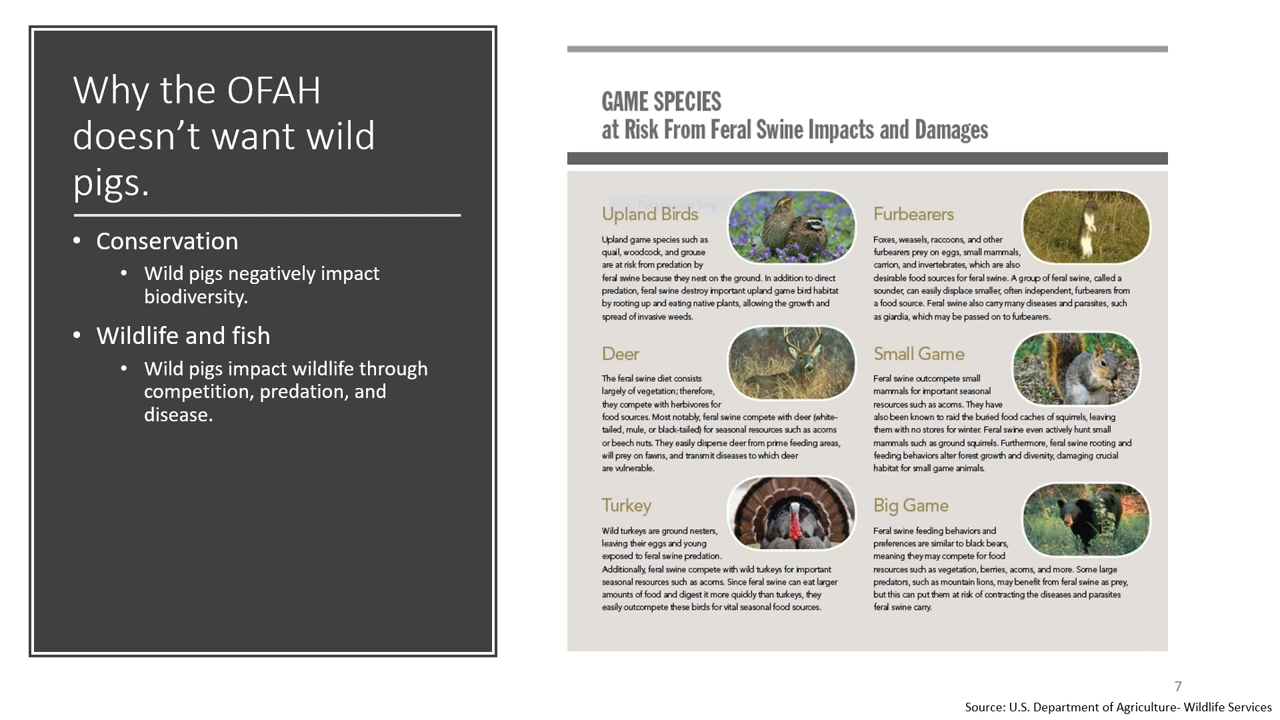 Why the OFAH
doesn’t want wild
pigs.
• Conservation
• Wild pigs negatively impact
biodiversity.
• Wildlife and fish
• Wild pigs impact wildlife through
competition, predation, and
disease.
GAME SPECIES
at Risk From Feral Swine Impacts and Damages
Rectangular Snip
Upland Birds
Upland game species such as
quail, woodcock, and grouse
are at risk from predation by
feral swine because they nest on the ground. In addition to direct
predation, feral swine destroy important upland game bird habitat
by rooting up and eating native plants, allowing the growth and
spread of invasive weeds.
Deer
The feral swine diet consists
largely of vegetation; therefore,
they compete with herbivores for
food sources. Most notably, feral swine compete with deer (white-
tailed, mule, or black-tailed) for seasonal resources such as acorns
or beech nuts. They easily disperse deer from prime feeding areas,
will prey on fawns, and transmit diseases to which deer
are vulnerable.
Turkey
Wild turkeys are ground nesters,
leaving their eggs and young
exposed to feral swine predation.
Additionally, feral swine compete with wild turkeys for important
seasonal resources such as acorns. Since feral swine can eat larger
amounts of food and digest it more quickly than turkeys, they
easily outcompete these birds for vital seasonal food sources.
Furbearers
Foxes, weasels, raccoons, and other
furbearers prey on eggs, small mammals,
carrion, and invertebrates, which are also
desirable food sources for feral swine. A group of feral swine, called a
sounder, can easily displace smaller, often independent, furbearers from
a food source. Feral swine also carry many diseases and parasites, such
as giardia, which may be passed on to furbearers.
Small Game
Feral swine outcompete small
mammals for important seasonal
resources such as acorns. They have
also been known to raid the buried food caches of squirrels, leaving
them with no stores for winter. Feral swine even actively hunt small
mammals such as ground squirrels. Furthermore, feral swine rooting and
feeding behaviors alter forest growth and diversity, damaging crucial
habitat for small game animals.
Big Game
Feral swine feeding behaviors and
preferences are similar to black bears,
meaning they may compete for food
resources such as vegetation, berries, acorns, and more. Some large
predators, such as mountain lions, may benefit from feral swine as prey,
but this can put them at risk of contracting the diseases and parasites
feral swine carry.
7
Source: U.S. Department of Agriculture- Wildlife Services